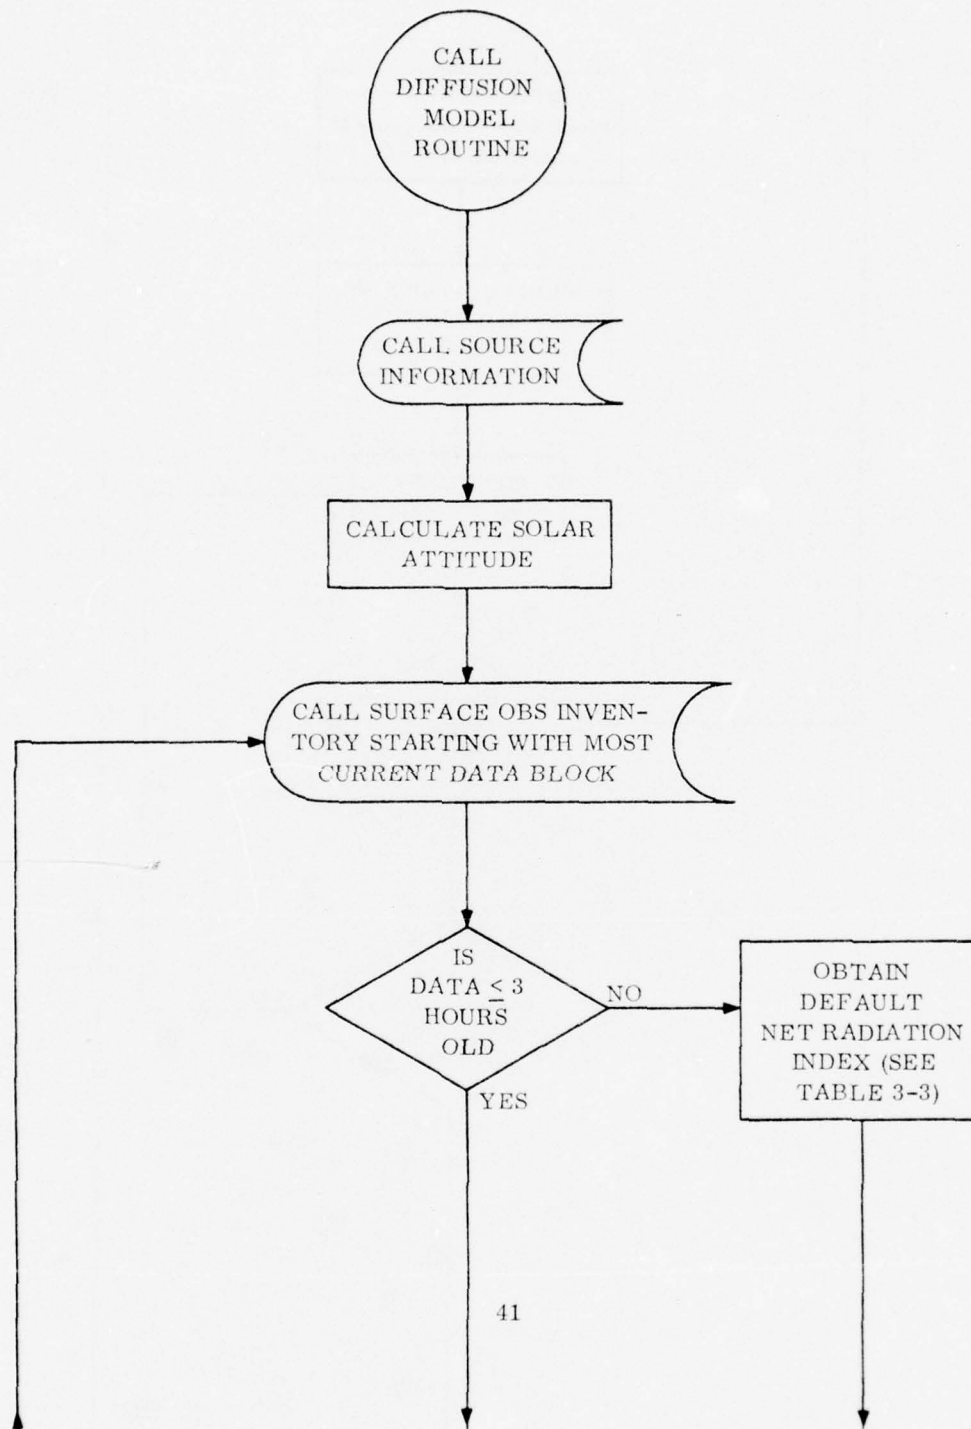 CALL
DIFFUSION
MODEL
ROUTINE
CALL SOURCE
INFORMATION
CALCULATE SOLAR
ATTITUDE
CALL SURFACE OBS INVEN-
TORY STARTING WITH MOST
CURRENT DATA BLOCK
IS
DATA ≤ 3
HOURS
OLD
NO
YES
OBTAIN
DEFAULT
NET RADIATION
INDEX (SEE
TABLE 3-3)
41